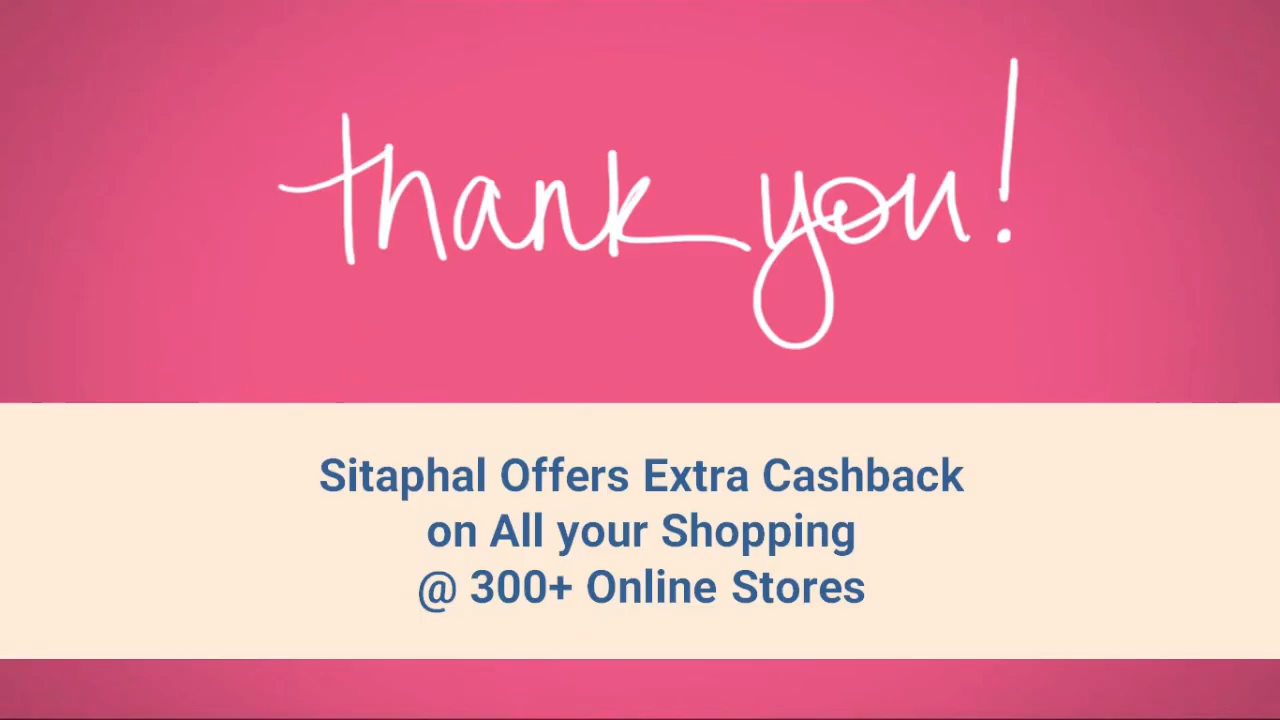 thank you!
Sitaphal Offers Extra Cashback
on All your Shopping
@ 300+ Online Stores